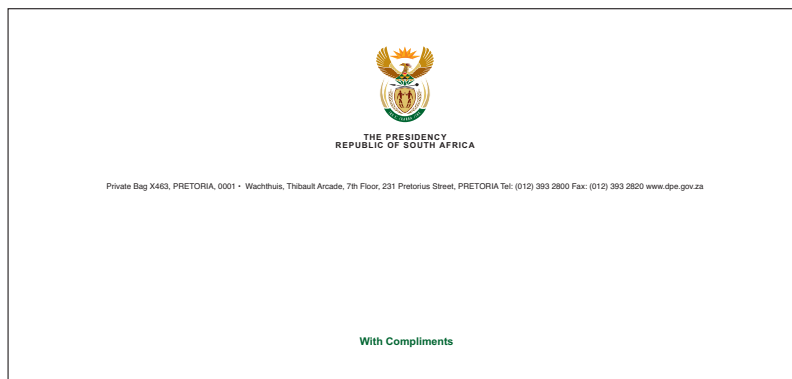 THE PRESIDENCY
REPUBLIC OF SOUTH AFRICA
Private Bag X463, PRETORIA, 0001 • Wachthuis, Thibault Arcade, 7th Floor, 231 Pretorius Street, PRETORIA Tel: (012) 393 2800 Fax: (012) 393 2820 www.dpe.gov.za
With Compliments